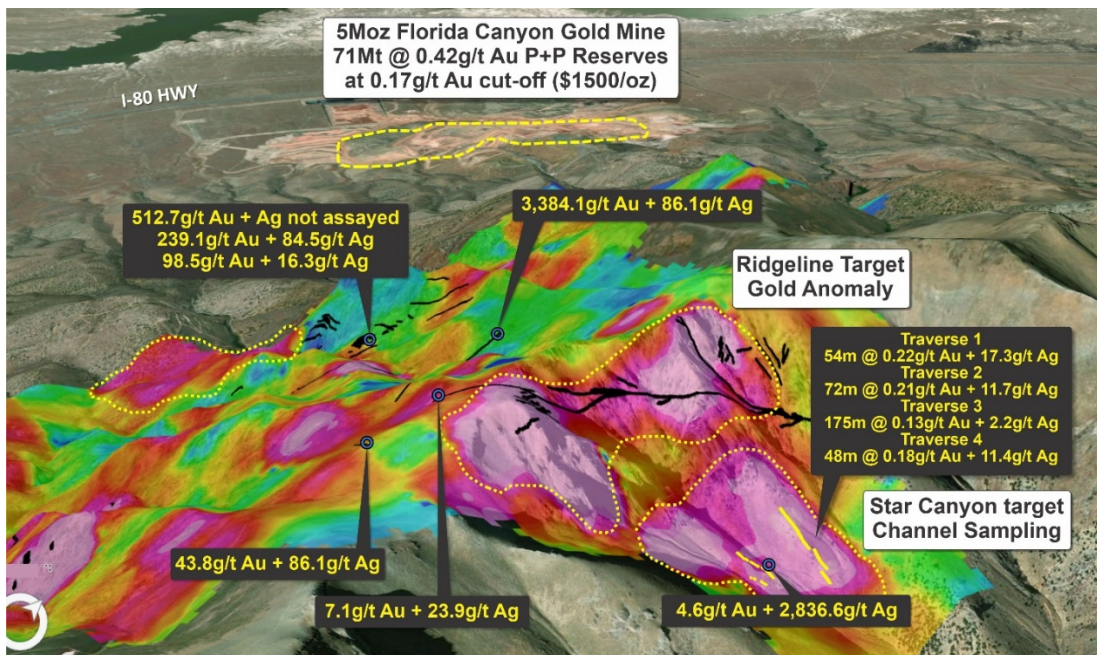 5Moz Florida Canyon Gold Mine
71Mt @ 0.42g/t Au P+P Reserves
at 0.17g/t Au cut-off ($1500/oz)
I-80 HWY
512.7g/t Au + Ag not assayed
239.1g/t Au + 84.5g/t Ag
98.5g/t Au + 16.3g/t Ag
3,384.1g/t Au + 86.1g/t Ag
Ridgeline Target
Gold Anomaly
Traverse 1
54m @ 0.22g/t Au + 17.3g/t Ag
Traverse 2
72m @ 0.21g/t Au + 11.7g/t Ag
Traverse 3
175m @ 0.13g/t Au + 2.2g/t Ag
Traverse 4
48m @ 0.18g/t Au + 11.4g/t Ag
Star Canyon target
Channel Sampling
43.8g/t Au + 86.1g/t Ag
7.1g/t Au + 23.9g/t Ag
4.6g/t Au + 2,836.6g/t Ag